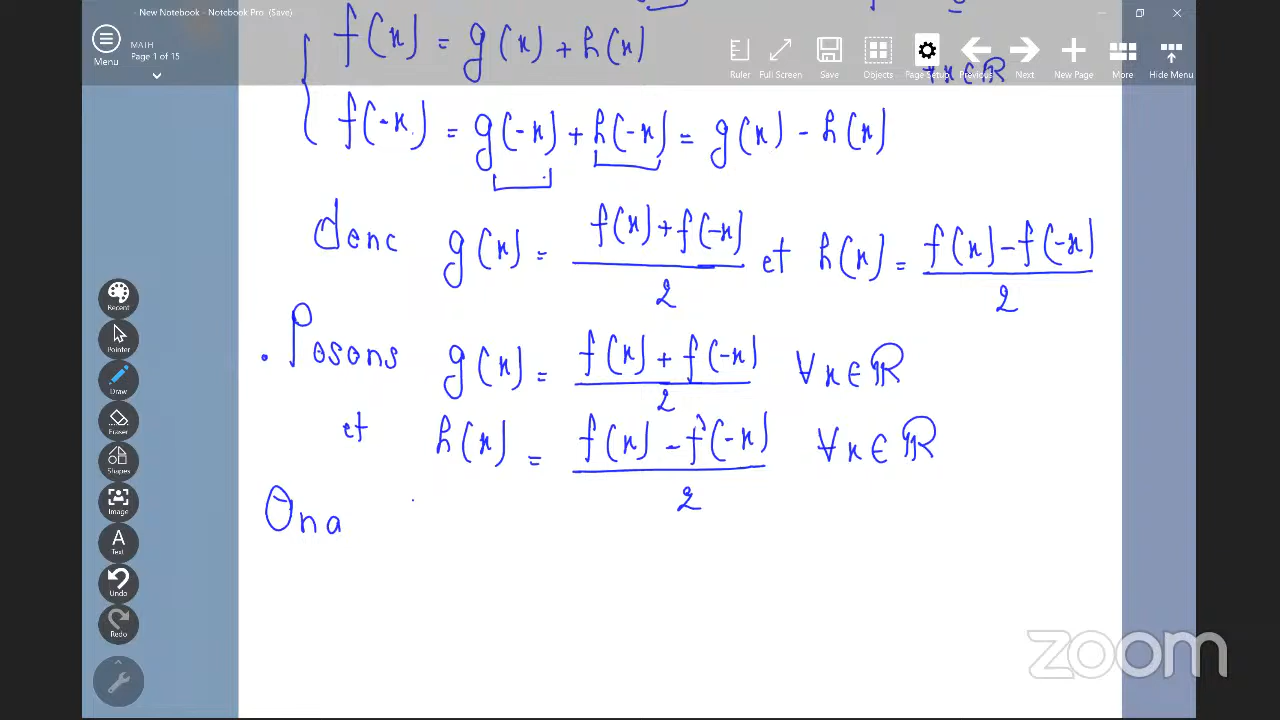 New Notebook - Notebook Pro (Save)
MATH
Page 1 of 15
Menu
Ruler Full Screen Save Objects Page Setup Previous Next New Page More Hide Menu
f(x) = g(x) + h(x)
∀x∈ℝ
f(-x) = g(-x) + h(-x) = g(x) - h(x)
denc g(x) = f(x)+f(-x) / 2 et h(x) = f(x)-f(-x) / 2
. Posons g(x) = f(x) + f(-x) / 2 ∀x∈ℝ
et h(x) = f(x) - f(-x) / 2 ∀x∈ℝ
On a
Recent
Pointer
Draw
Eraser
Shapes
Image
Text
Undo
Redo
zoom